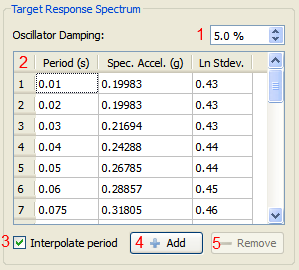 Target Response Spectrum
Oscillator Damping: 1 5.0 %
2 Period (s) Spec. Accel. (g) Ln Stdev.
1 0.01 0.19983 0.43
2 0.02 0.19983 0.43
3 0.03 0.21694 0.43
4 0.04 0.24288 0.44
5 0.05 0.26785 0.44
6 0.06 0.28857 0.45
7 0.075 0.31805 0.46
3 Interpolate period 4 Add 5 Remove